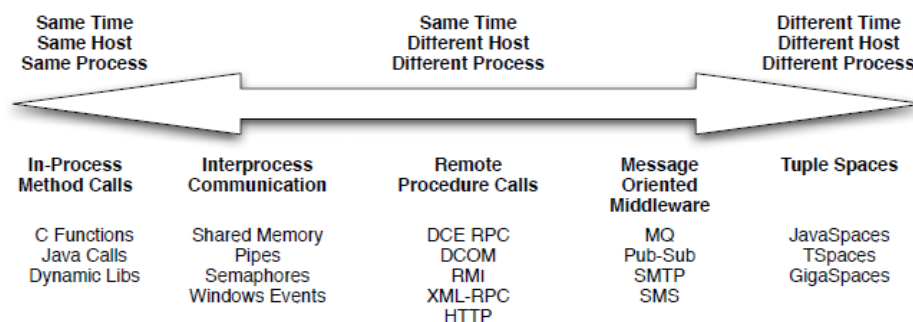 Same Time
Same Host
Same Process
Same Time
Different Host
Different Process
Different Time
Different Host
Different Process
In-Process
Method Calls
Interprocess
Communication
Remote
Procedure Calls
Message
Oriented
Middleware
Tuple Spaces
C Functions
Java Calls
Dynamic Libs
Shared Memory
Pipes
Semaphores
Windows Events
DCE RPC
DCOM
RMI
XML-RPC
HTTP
MQ
Pub-Sub
SMTP
SMS
JavaSpaces
TSpaces
GigaSpaces